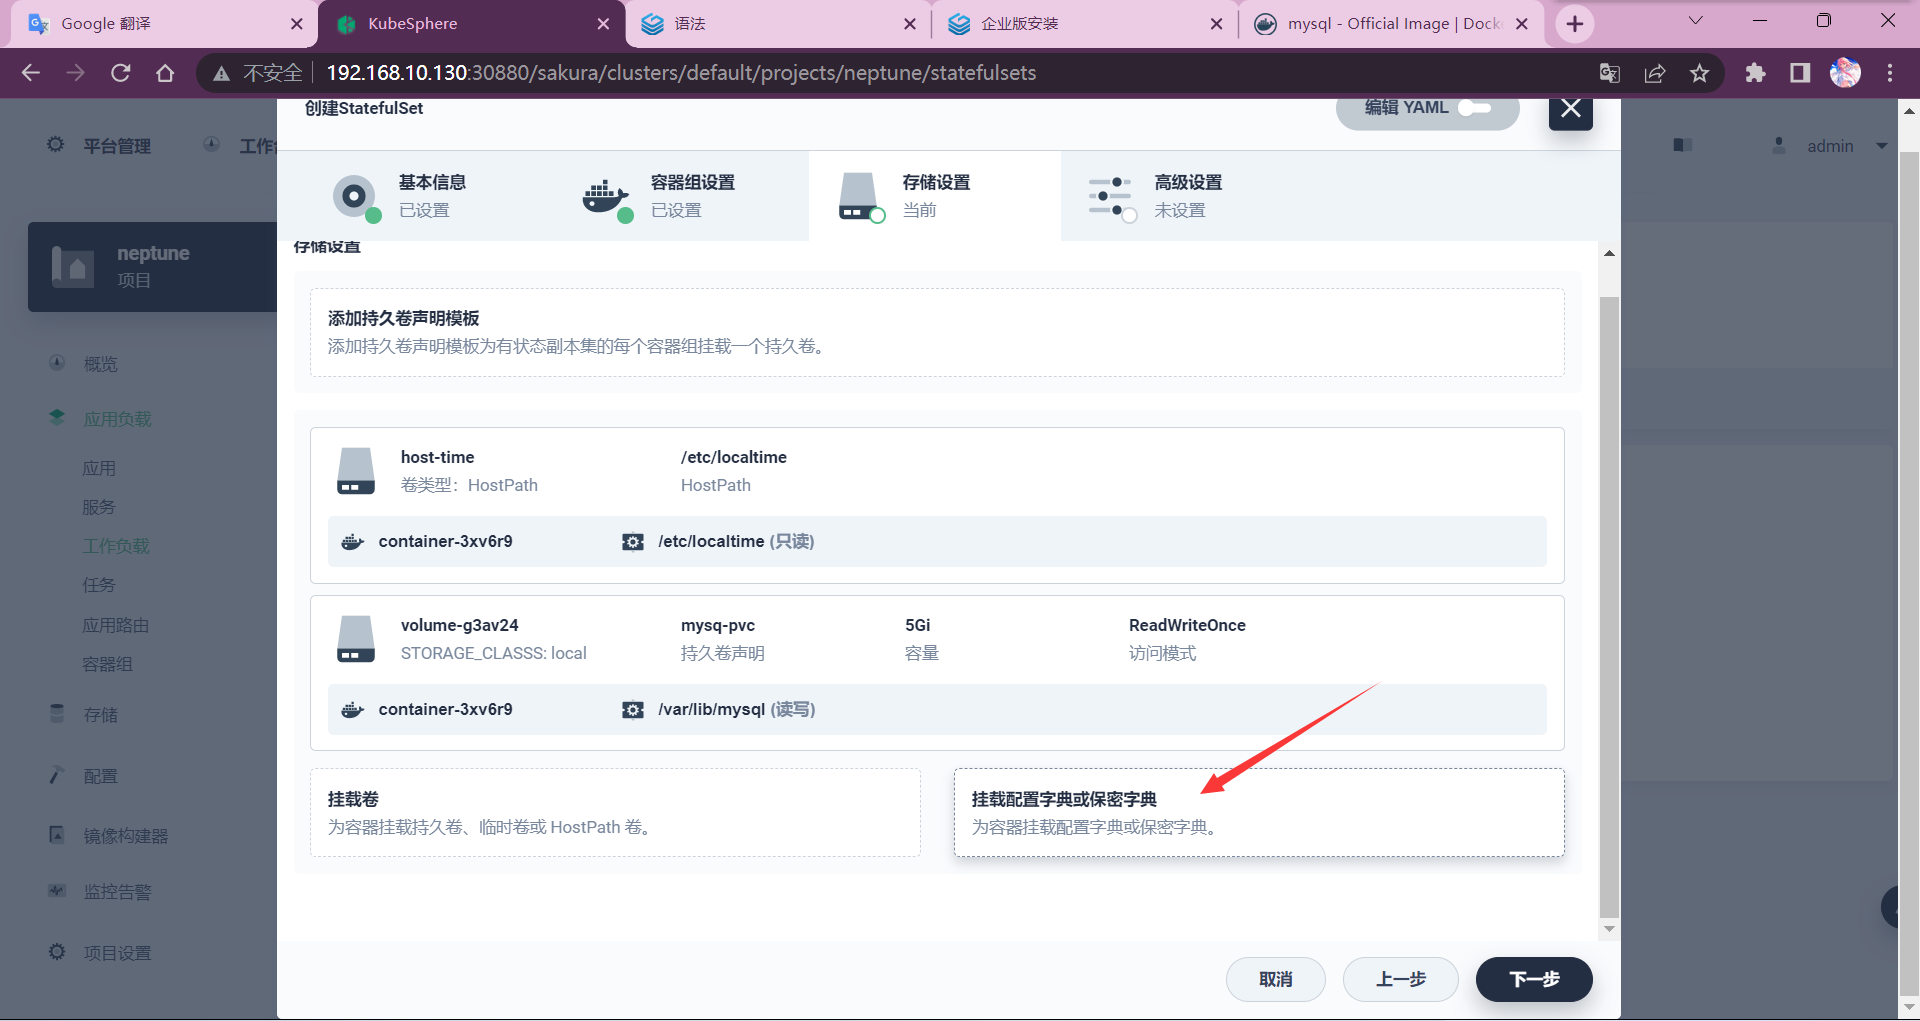 Google 翻译
KubeSphere
语法
企业版安装
mysql - Official Image | Dock
不安全
192.168.10.130:30880/sakura/clusters/default/projects/neptune/statefulsets
创建StatefulSet
编辑 YAML
平台管理
工作
admin
基本信息
已设置
容器组设置
已设置
存储设置
当前
高级设置
未设置
neptune
项目
概览
应用负载
应用
服务
工作负载
任务
应用路由
容器组
存储
配置
镜像构建器
监控告警
项目设置
存储设置
添加持久卷声明模板
添加持久卷声明模板为有状态副本集的每个容器组挂载一个持久卷。
host-time
卷类型：HostPath
/etc/localtime
HostPath
container-3xv6r9
/etc/localtime (只读)
volume-g3av24
STORAGE_CLASSS: local
mysq-pvc
持久卷声明
5Gi
容量
ReadWriteOnce
访问模式
container-3xv6r9
/var/lib/mysql (读写)
挂载卷
为容器挂载持久卷、临时卷或 HostPath 卷。
挂载配置字典或保密字典
为容器挂载配置字典或保密字典。
取消
上一步
下一步